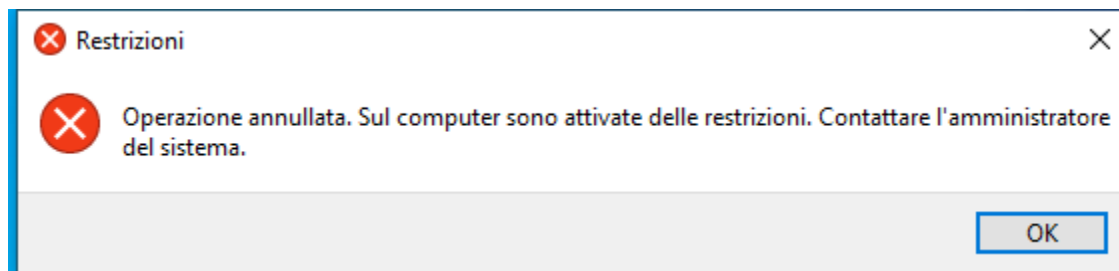 Restrizioni
Operazione annullata. Sul computer sono attivate delle restrizioni. Contattare l'amministratore
del sistema.
OK